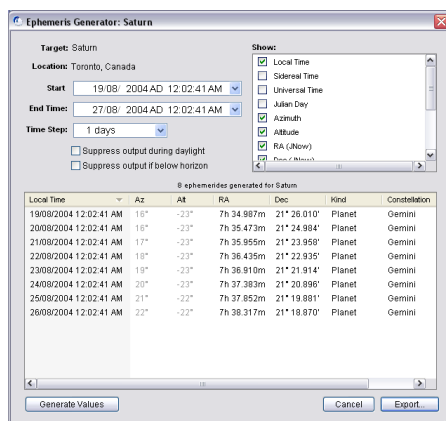 Ephemeris Generator: Saturn
Target: Saturn
Location: Toronto, Canada
Start 19/08/ 2004 AD 12:02:41 AM
End Time: 27/08/ 2004 AD 12:02:41 AM
Time Step: 1 days
Suppress output during daylight
Suppress output if below horizon
Show:
Local Time
Sidereal Time
Universal Time
Julian Day
Azimuth
Altitude
RA (JNow)
Dec (JNow)
8 ephemerides generated for Saturn
Local Time Az Alt RA Dec Kind Constellation
19/08/2004 12:02:41 AM 16° -23° 7h 34.987m 21° 26.010' Planet Gemini
20/08/2004 12:02:41 AM 16° -23° 7h 35.473m 21° 24.984' Planet Gemini
21/08/2004 12:02:41 AM 17° -23° 7h 35.955m 21° 23.958' Planet Gemini
22/08/2004 12:02:41 AM 18° -23° 7h 36.435m 21° 22.935' Planet Gemini
23/08/2004 12:02:41 AM 19° -23° 7h 36.910m 21° 21.914' Planet Gemini
24/08/2004 12:02:41 AM 20° -23° 7h 37.383m 21° 20.896' Planet Gemini
25/08/2004 12:02:41 AM 21° -22° 7h 37.852m 21° 19.881' Planet Gemini
26/08/2004 12:02:41 AM 22° -22° 7h 38.317m 21° 18.870' Planet Gemini
Generate Values
Cancel
Export...